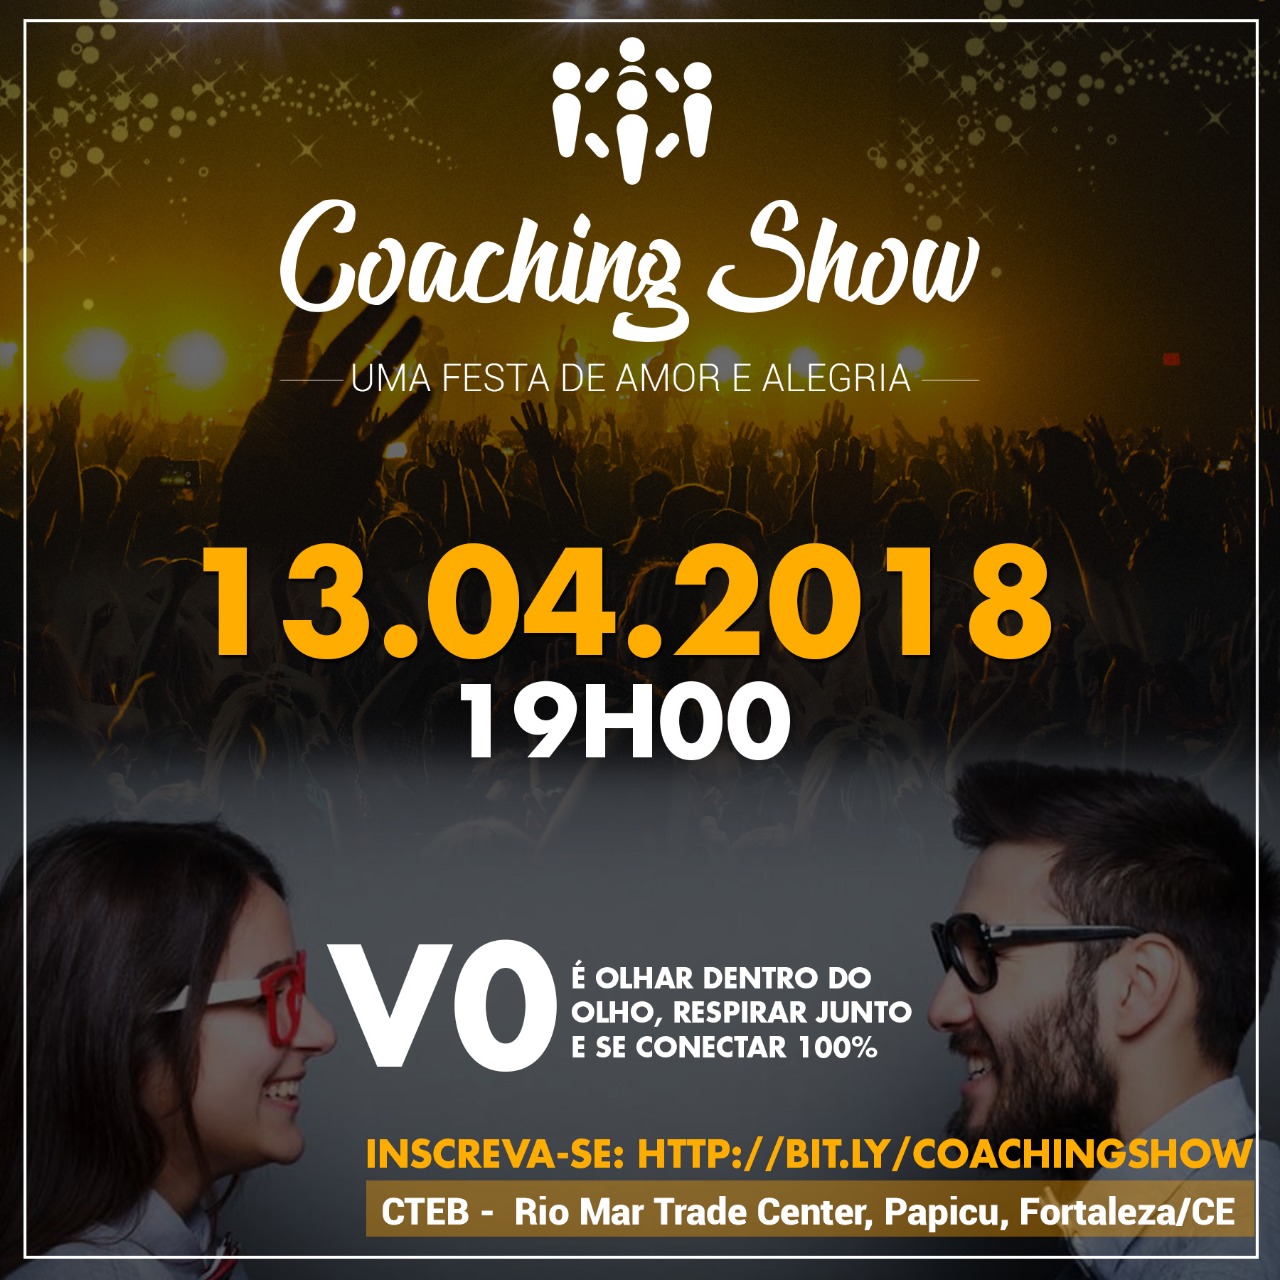 Coaching Show
UMA FESTA DE AMOR E ALEGRIA
13.04.2018
19H00
V0
É OLHAR DENTRO DO
OLHO, RESPIRAR JUNTO
E SE CONECTAR 100%
INSCREVA-SE: HTTP://BIT.LY/COACHINGSHOW
CTEB - Rio Mar Trade Center, Papicu, Fortaleza/CE